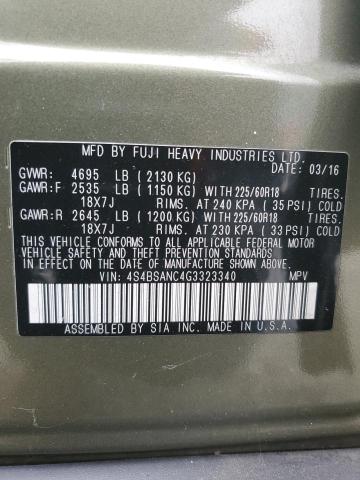 MFD BY FUJI HEAVY INDUSTRIES LTD.
DATE: 03/16
GVWR: 4695 LB (2130 KG)
GAWR:F 2535 LB (1150 KG) WITH 225/60R18 TIRES.
18X7J RIMS. AT 240 KPA (35 PSI) COLD
GAWR:R 2645 LB (1200 KG) WITH 225/60R18 TIRES.
18X7J RIMS. AT 230 KPA (33 PSI) COLD
THIS VEHICLE CONFORMS TO ALL APPLICABLE FEDERAL MOTOR
VEHICLE SAFETY AND THEFT PREVENTION STANDARDS IN EFFECT
ON THE DATE OF MANUFACTURE SHOWN ABOVE.
VIN: 4S4BSANC4G3323340 MPV
ASSEMBLED BY SIA INC. MADE IN U.S.A.